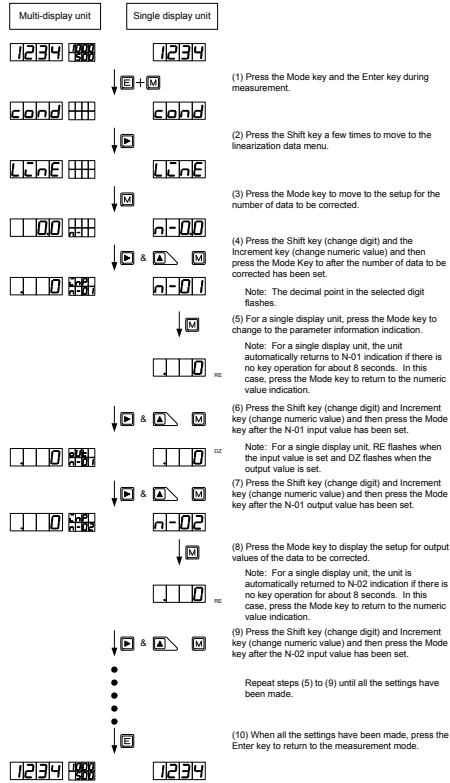 Multi-display unit Single display unit
1234 1000 500 1234
E + M
(1) Press the Mode key and the Enter key during
measurement.
cond cond
(2) Press the Shift key a few times to move to the
linearization data menu.
LinE LinE
M
(3) Press the Mode key to move to the setup for the
number of data to be corrected.
00 n- n-00
(4) Press the Shift key (change digit) and the
Increment key (change numeric value) and then
press the Mode Key to after the number of data to be
corrected has been set.
& M
. 0 inP n-01 n-01
Note: The decimal point in the selected digit
flashes.
(5) For a single display unit, press the Mode key to
change to the parameter information indication.
M
Note: For a single display unit, the unit
automatically returns to N-01 indication if there is
no key operation for about 8 seconds. In this
case, press the Mode key to return to the numeric
value indication.
. 0 RE
(6) Press the Shift key (change digit) and Increment
key (change numeric value) and then press the Mode
key after the N-01 input value has been set.
& M
. 0 oUt n-01 . 0 DZ
Note: For a single display unit, RE flashes when
the input value is set and DZ flashes when the
output value is set.
(7) Press the Shift key (change digit) and Increment
key (change numeric value) and then press the Mode
key after the N-01 output value has been set.
& M
. 0 inP n-02 n-02
(8) Press the Mode key to display the setup for output
values of the data to be corrected.
M
Note: For a single display unit, the unit is
automatically returned to N-02 indication if there is
no key operation for about 8 seconds. In this
case, press the Mode key to return to the numeric
value indication.
. 0 RE
(9) Press the Shift key (change digit) and Increment
key (change numeric value) and then press the Mode
key after the N-02 input value has been set.
& M
Repeat steps (5) to (9) until all the settings have
been made.
(10) When all the settings have been made, press the
Enter key to return to the measurement mode.
E
1234 1000 500 1234